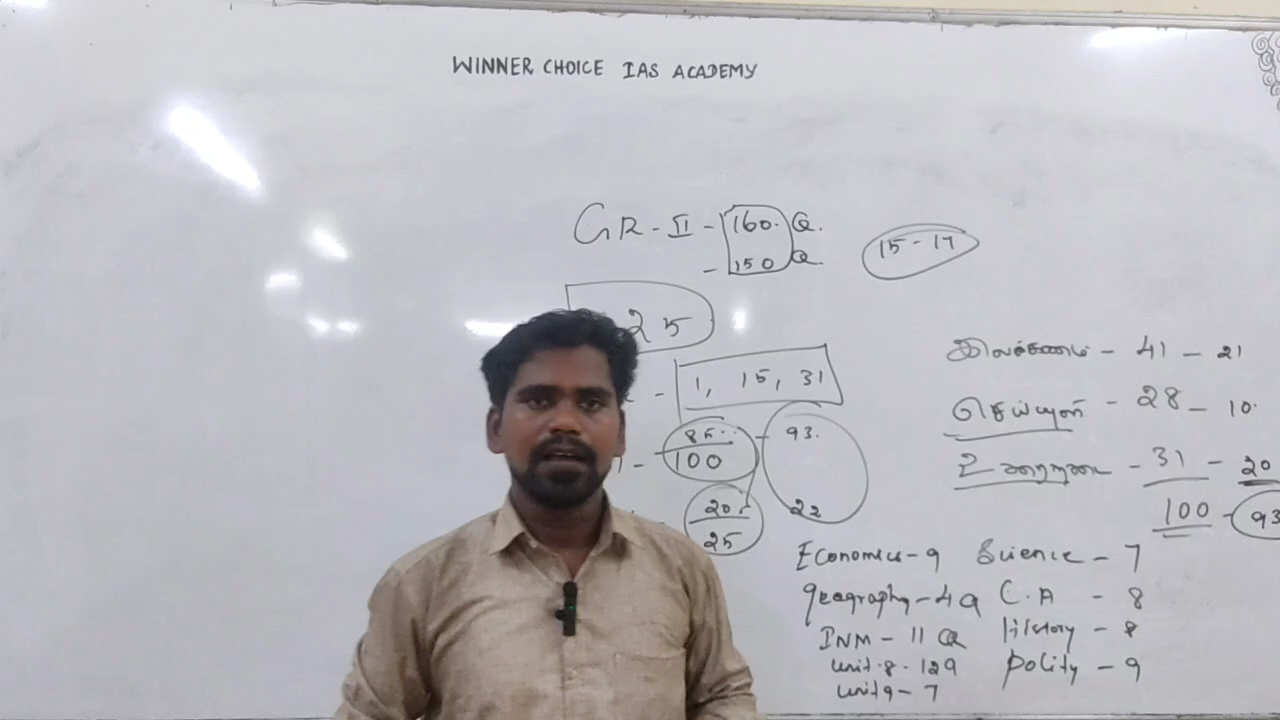 WINNER CHOICE IAS ACADEMY
GR - II - 160 Q.
- 150 Q
15 - 17
25
- 1, 15, 31
85 - 93.
100
20 22
25
இலக்கணம் - 41 - 21
செய்யுள் - 28 - 10.
உரைநடை - 31 - 20
100 - 93
Economics - 9 Science - 7
geography - 4Q C.A - 8
INM - 11 Q History - 8
unit-8 - 12q polity - 9
unit 9 - 7